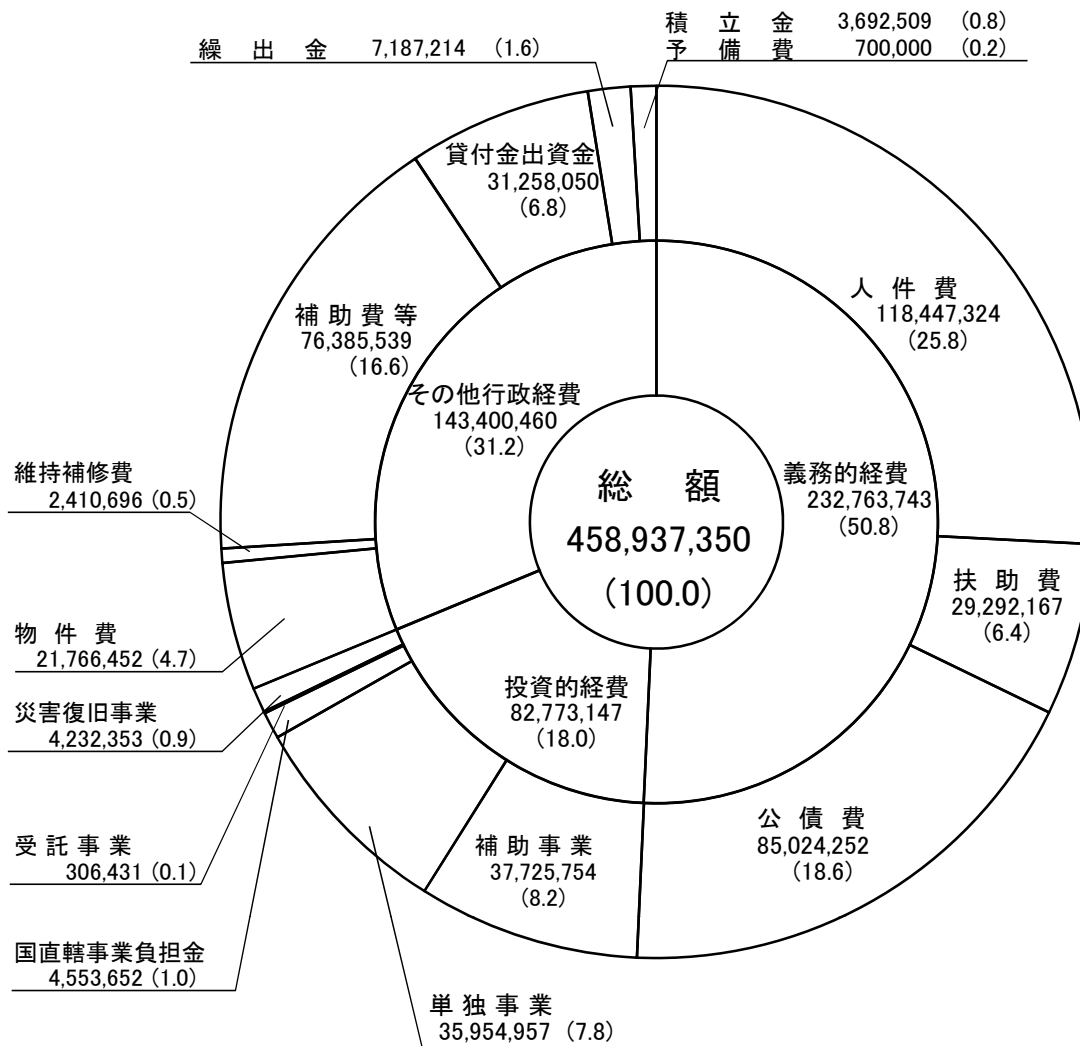 積 立 金 3,692,509 (0.8)
繰 出 金 7,187,214 (1.6)
予 備 費 700,000 (0.2)
貸付金出資金
31,258,050
(6.8)
人 件 費
118,447,324
(25.8)
補 助 費 等
76,385,539
(16.6)
その他行政経費
143,400,460
(31.2)
維持補修費
2,410,696 (0.5)
総 額
458,937,350
(100.0)
義務的経費
232,763,743
(50.8)
扶 助 費
29,292,167
(6.4)
物 件 費
21,766,452 (4.7)
投資的経費
82,773,147
(18.0)
災害復旧事業
4,232,353 (0.9)
公 債 費
85,024,252
(18.6)
補 助 事 業
37,725,754
(8.2)
受 託 事 業
306,431 (0.1)
国直轄事業負担金
4,553,652 (1.0)
単 独 事 業
35,954,957 (7.8)